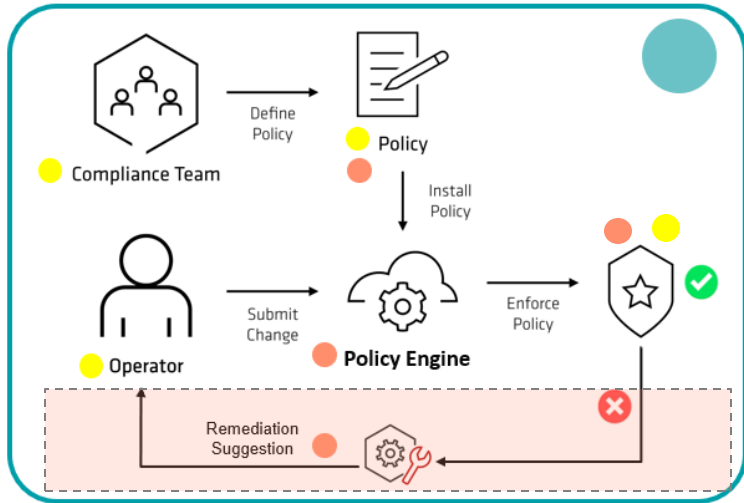 Define
Policy
Compliance Team
Policy
Install
Policy
Submit
Change
Enforce
Policy
Operator
Policy Engine
Remediation
Suggestion